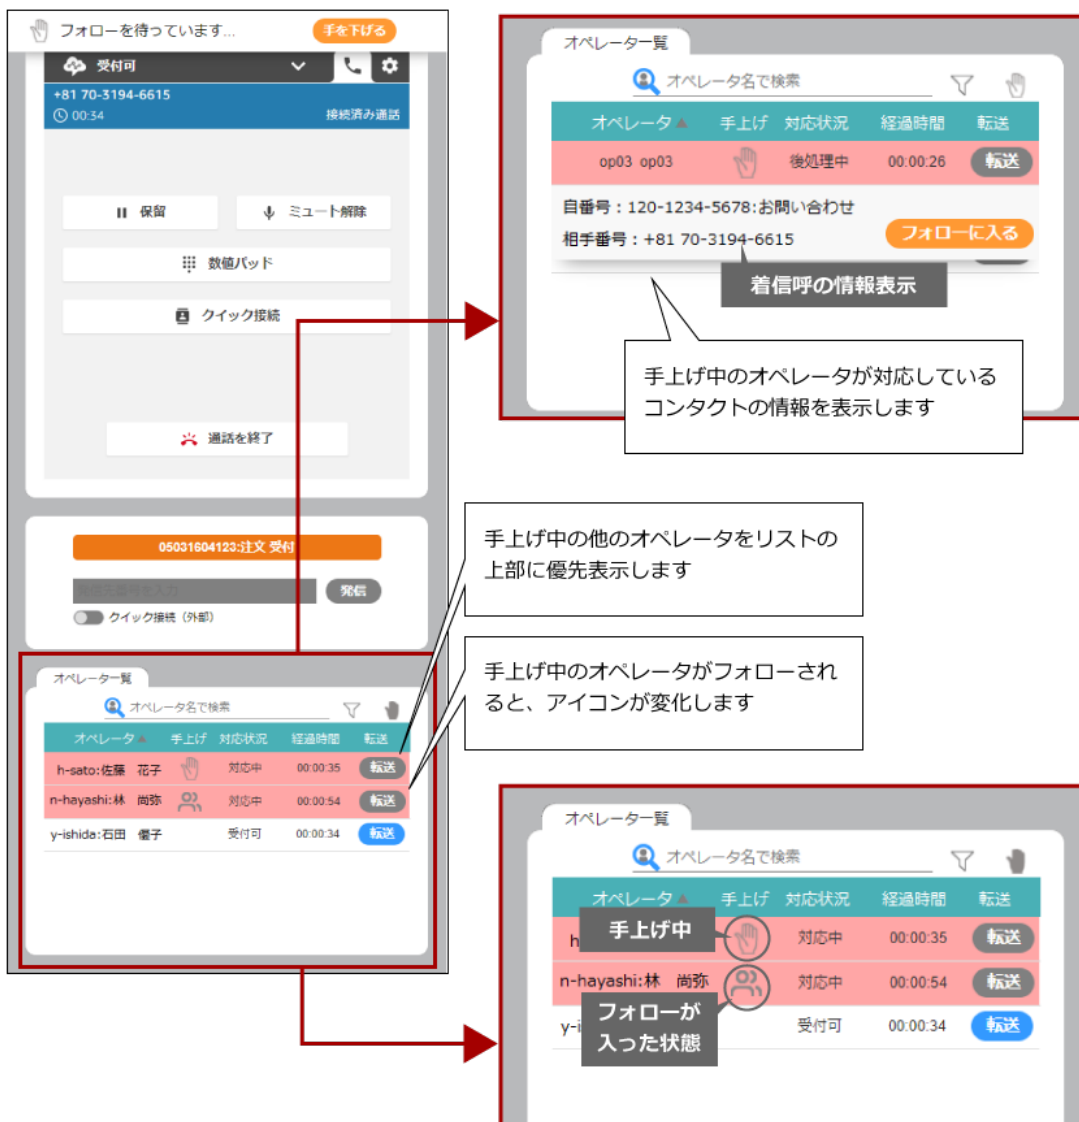 フォローを待っています...
手を下げる
受付可
+81 70-3194-6615
00:34
接続済み通話
保留
ミュート解除
数値パッド
クイック接続
通話を終了
05031604123:注文 受付
発信先番号を入力
発信
クイック接続（外部）
オペレーター覧
オペレータ名で検索
オペレータ▲ 手上げ 対応状況 経過時間 転送
h-sato:佐藤 花子 対応中 00:00:35 転送
n-hayashi:林 尚弥 対応中 00:00:54 転送
y-ishida:石田 優子 受付可 00:00:34 転送
オペレーター覧
オペレータ名で検索
オペレータ▲ 手上げ 対応状況 経過時間 転送
op03 op03 後処理中 00:00:26 転送
自番号：120-1234-5678:お問い合わせ
相手番号：+81 70-3194-6615
フォローに入る
着信呼の情報表示
手上げ中のオペレータが対応している
コンタクトの情報を表示します
手上げ中の他のオペレータをリストの
上部に優先表示します
手上げ中のオペレータがフォローされ
ると、アイコンが変化します
オペレーター覧
オペレータ名で検索
オペレータ▲ 手上げ 対応状況 経過時間 転送
h
手上げ中
対応中 00:00:35 転送
n-hayashi:林 尚弥 対応中 00:00:54 転送
y-i
フォローが
入った状態
受付可 00:00:34 転送